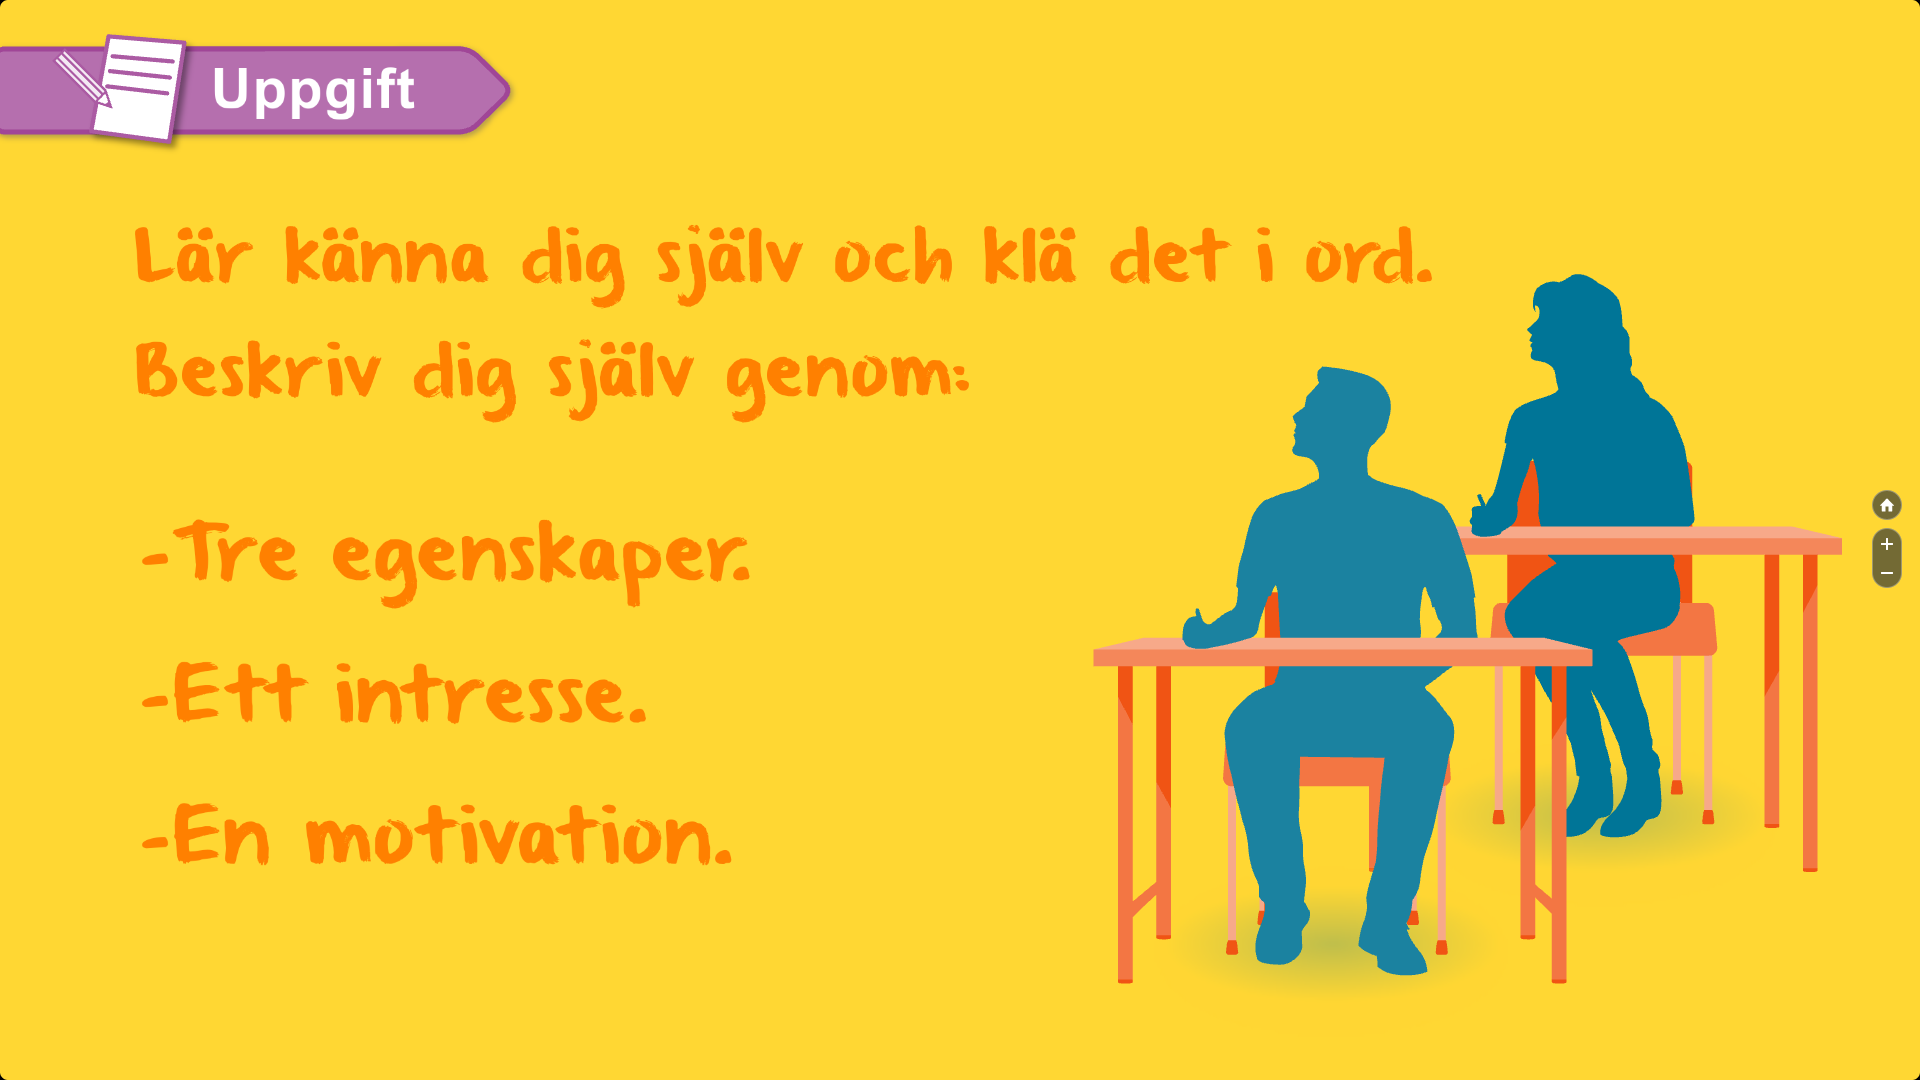 Uppgift
Lär känna dig själv och klä det i ord.
Beskriv dig själv genom:
-Tre egenskaper.
-Ett intresse.
-En motivation.